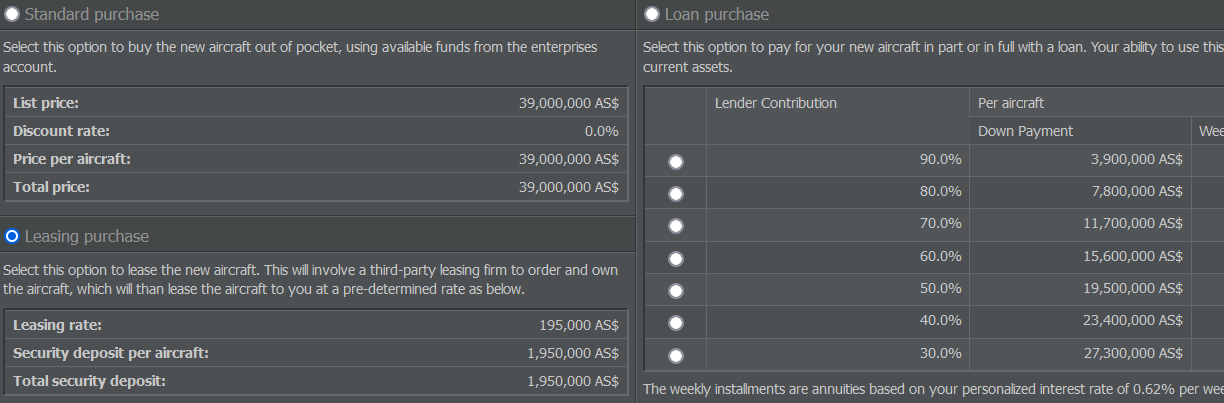 Standard purchase
Select this option to buy the new aircraft out of pocket, using available funds from the enterprises
account.
List price: 39,000,000 AS$
Discount rate: 0.0%
Price per aircraft: 39,000,000 AS$
Total price: 39,000,000 AS$
Leasing purchase
Select this option to lease the new aircraft. This will involve a third-party leasing firm to order and own
the aircraft, which will than lease the aircraft to you at a pre-determined rate as below.
Leasing rate: 195,000 AS$
Security deposit per aircraft: 1,950,000 AS$
Total security deposit: 1,950,000 AS$
Loan purchase
Select this option to pay for your new aircraft in part or in full with a loan. Your ability to use this
current assets.
Lender Contribution Per aircraft
Down Payment Wee
90.0% 3,900,000 AS$
80.0% 7,800,000 AS$
70.0% 11,700,000 AS$
60.0% 15,600,000 AS$
50.0% 19,500,000 AS$
40.0% 23,400,000 AS$
30.0% 27,300,000 AS$
The weekly installments are annuities based on your personalized interest rate of 0.62% per wee